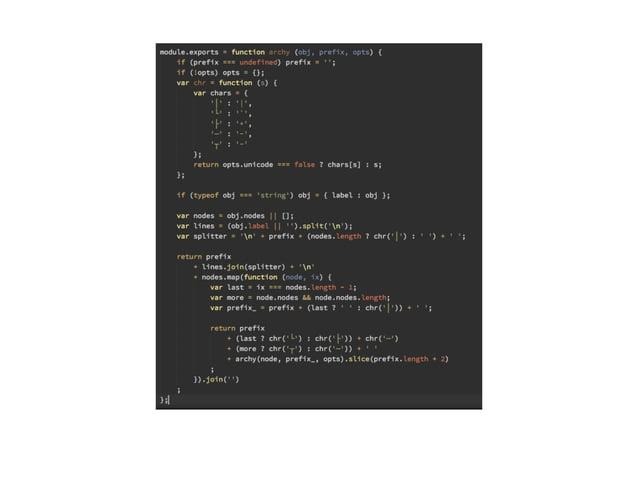 module.exports = function archy (obj, prefix, opts) {
    if (prefix === undefined) prefix = '';
    if (!opts) opts = {};
    var chr = function (s) {
        var chars = {
            '│' : '|',
            '└' : '`',
            '├' : '+',
            '─' : '-',
            '┬' : '-'
        };
        return opts.unicode === false ? chars[s] : s;
    };
    if (typeof obj === 'string') obj = { label : obj };
    var nodes = obj.nodes || [];
    var lines = (obj.label || '').split('\n');
    var splitter = '\n' + prefix + (nodes.length ? chr('│') : ' ') + ' ';
    return prefix
        + lines.join(splitter) + '\n'
        + nodes.map(function (node, ix) {
            var last = ix === nodes.length - 1;
            var more = node.nodes && node.nodes.length;
            var prefix_ = prefix + (last ? ' ' : chr('│')) + ' ';
            return prefix
                + (last ? chr('└') : chr('├')) + chr('─')
                + (more ? chr('┬') : chr('─')) + ' '
                + archy(node, prefix_, opts).slice(prefix.length + 2)
            ;
        }).join('')
    ;
};